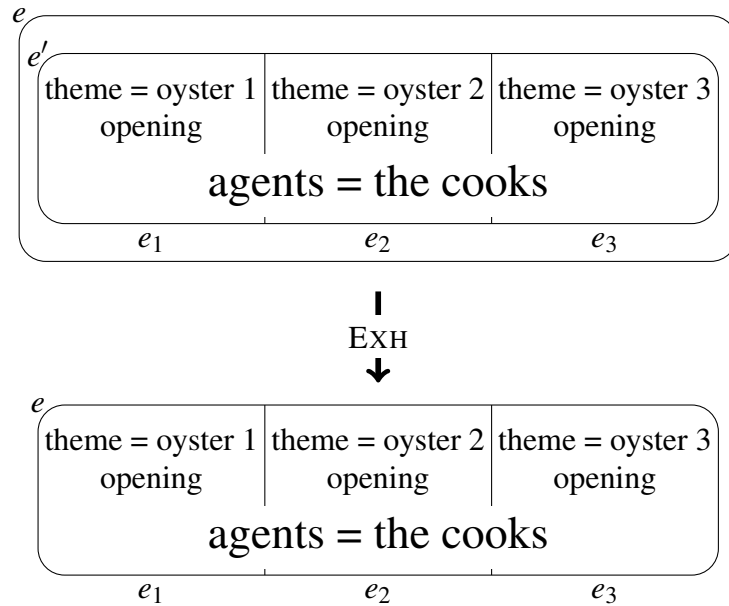 e
e′
theme = oyster 1 theme = oyster 2 theme = oyster 3
opening opening opening
agents = the cooks
e₁ e₂ e₃
EXH
e
theme = oyster 1 theme = oyster 2 theme = oyster 3
opening opening opening
agents = the cooks
e₁ e₂ e₃